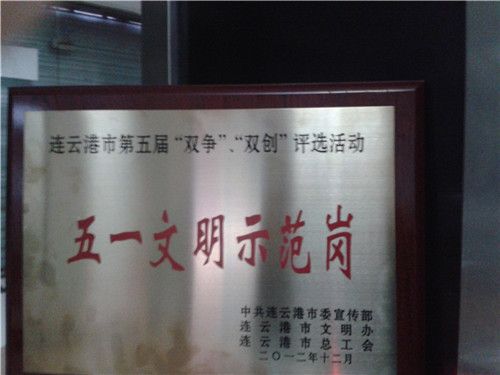 连云港市第五届“双争”、“双创”评选活动
五一文明示范岗
中共连云港市委宣传部
连云港市文明办
连云港市总工会
二〇一二年十二月